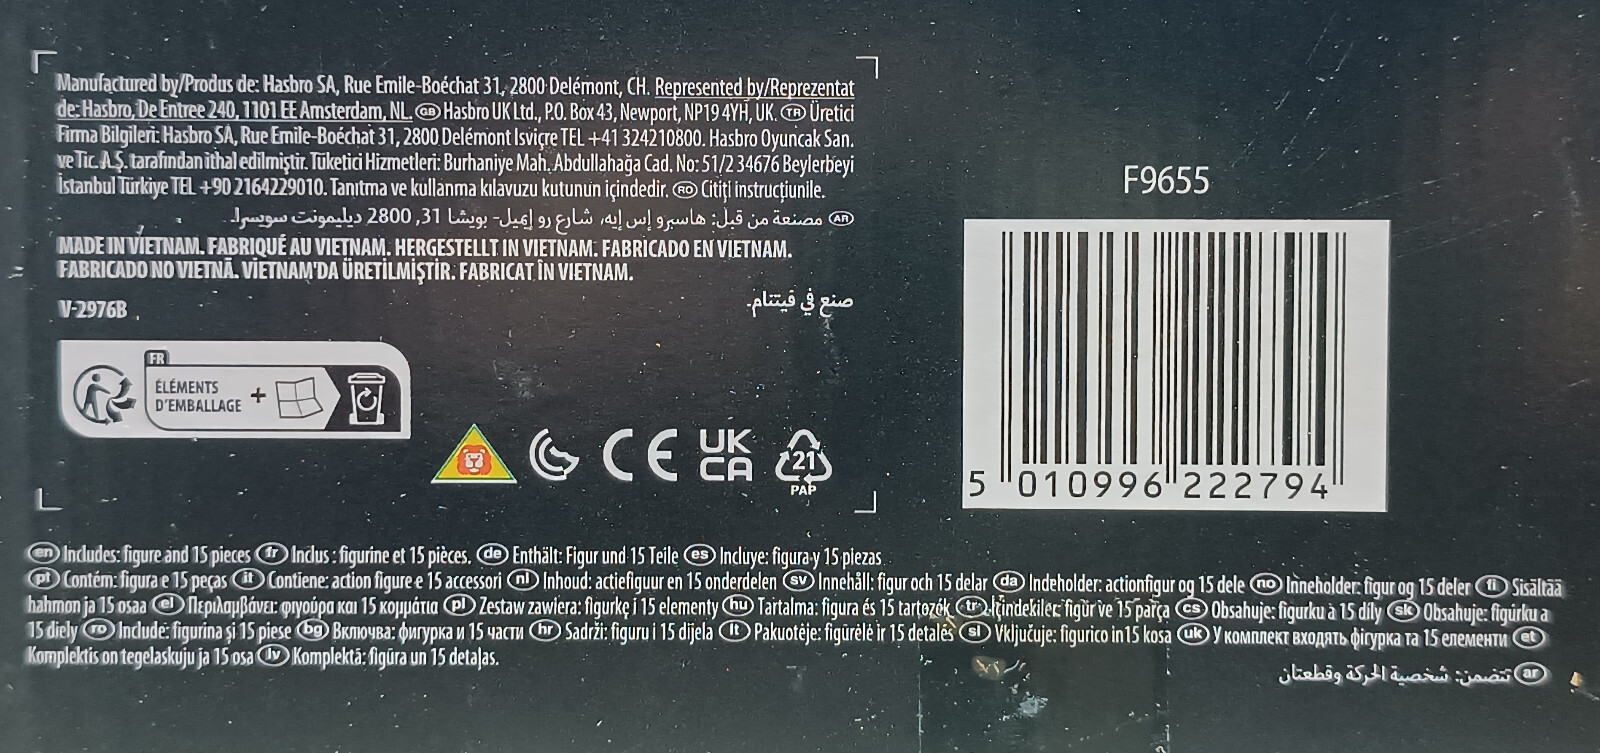 Manufactured by/Produs de: Hasbro SA, Rue Emile-Boéchat 31, 2800 Delémont, CH. Represented by/Reprezentat
de: Hasbro, De Entree 240, 1101 EE Amsterdam, NL. GB Hasbro UK Ltd., P.O. Box 43, Newport, NP19 4YH, UK. TR Üretici
Firma Bilgileri: Hasbro SA, Rue Emile-Boéchat 31, 2800 Delémont İsviçre TEL +41 324210800. Hasbro Oyuncak San.
ve Tic. A.Ş. tarafından ithal edilmiştir. Tüketici Hizmetleri: Burhaniye Mah. Abdullahağa Cad. No: 51/2 34676 Beylerbeyi
İstanbul Türkiye TEL +90 2164229010. Tanıtma ve kullanma kılavuzu kutunun içindedir. RO Citiți instrucțiunile.
AR مصنعة من قبل: هاسبرو إس إيه، شارع رو إيميل- بويشا 31, 2800 ديليمونت سويسرا.
MADE IN VIETNAM. FABRIQUÉ AU VIETNAM. HERGESTELLT IN VIETNAM. FABRICADO EN VIETNAM.
FABRICADO NO VIETNÃ. VİETNAM'DA ÜRETİLMİŞTİR. FABRICAT ÎN VIETNAM.
صنع في ڤيتنام.
V-2976B
FR
ÉLÉMENTS
D'EMBALLAGE +
CE UK
CA 21
PAP
F9655
5 010996 222794
en Includes: figure and 15 pieces fr Inclus : figurine et 15 pièces. de Enthält: Figur und 15 Teile es Incluye: figura y 15 piezas
pt Contém: figura e 15 peças it Contiene: action figure e 15 accessori nl Inhoud: actiefiguur en 15 onderdelen sv Innehåll: figur och 15 delar da Indeholder: actionfigur og 15 dele no Inneholder: figur og 15 deler fi Sisältää
hahmon ja 15 osaa el Περιλαμβάνει: φιγούρα και 15 κομμάτια pl Zestaw zawiera: figurkę i 15 elementy hu Tartalma: figura és 15 tartozék tr İçindekiler: figür ve 15 parça cs Obsahuje: figurku a 15 díly sk Obsahuje: figúrku a
15 diely ro Include: figurina și 15 piese bg Включва: фигурка и 15 части hr Sadrži: figuru i 15 dijela lt Pakuotėje: figūrėlė ir 15 detalės sl Vključuje: figurico in 15 kosa uk У комплект входять фігурка та 15 елементи et
Komplektis on tegelaskuju ja 15 osa lv Komplektā: figūra un 15 detaļas.
ar تتضمن: شخصية الحركة وقطعتان